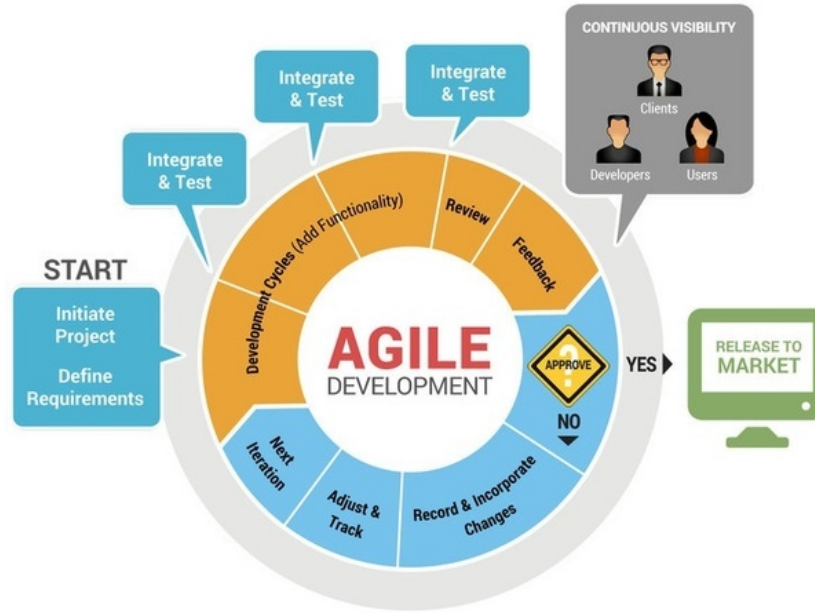 START
Initiate
Project
Define
Requirements
Integrate
& Test
Integrate
& Test
Integrate
& Test
CONTINUOUS VISIBILITY
Clients
Developers
Users
Development Cycles (Add Functionality)
Review
Feedback
AGILE
DEVELOPMENT
?
APPROVE
YES
NO
RELEASE TO
MARKET
Record & Incorporate
Changes
Adjust &
Track
Next
Iteration